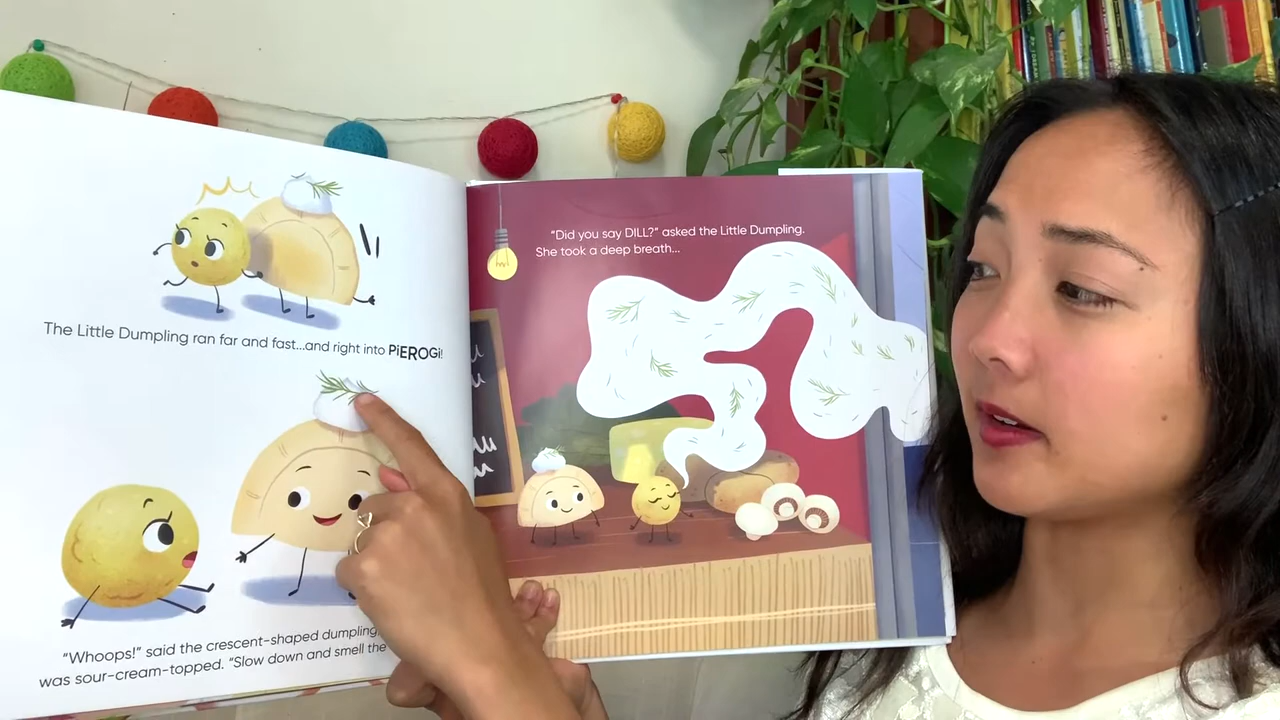 The Little Dumpling ran far and fast...and right into PiEROGi!
"Whoops!" said the crescent-shaped dumpling
was sour-cream-topped. "Slow down and smell the
"Did you say DILL?" asked the Little Dumpling.
She took a deep breath...